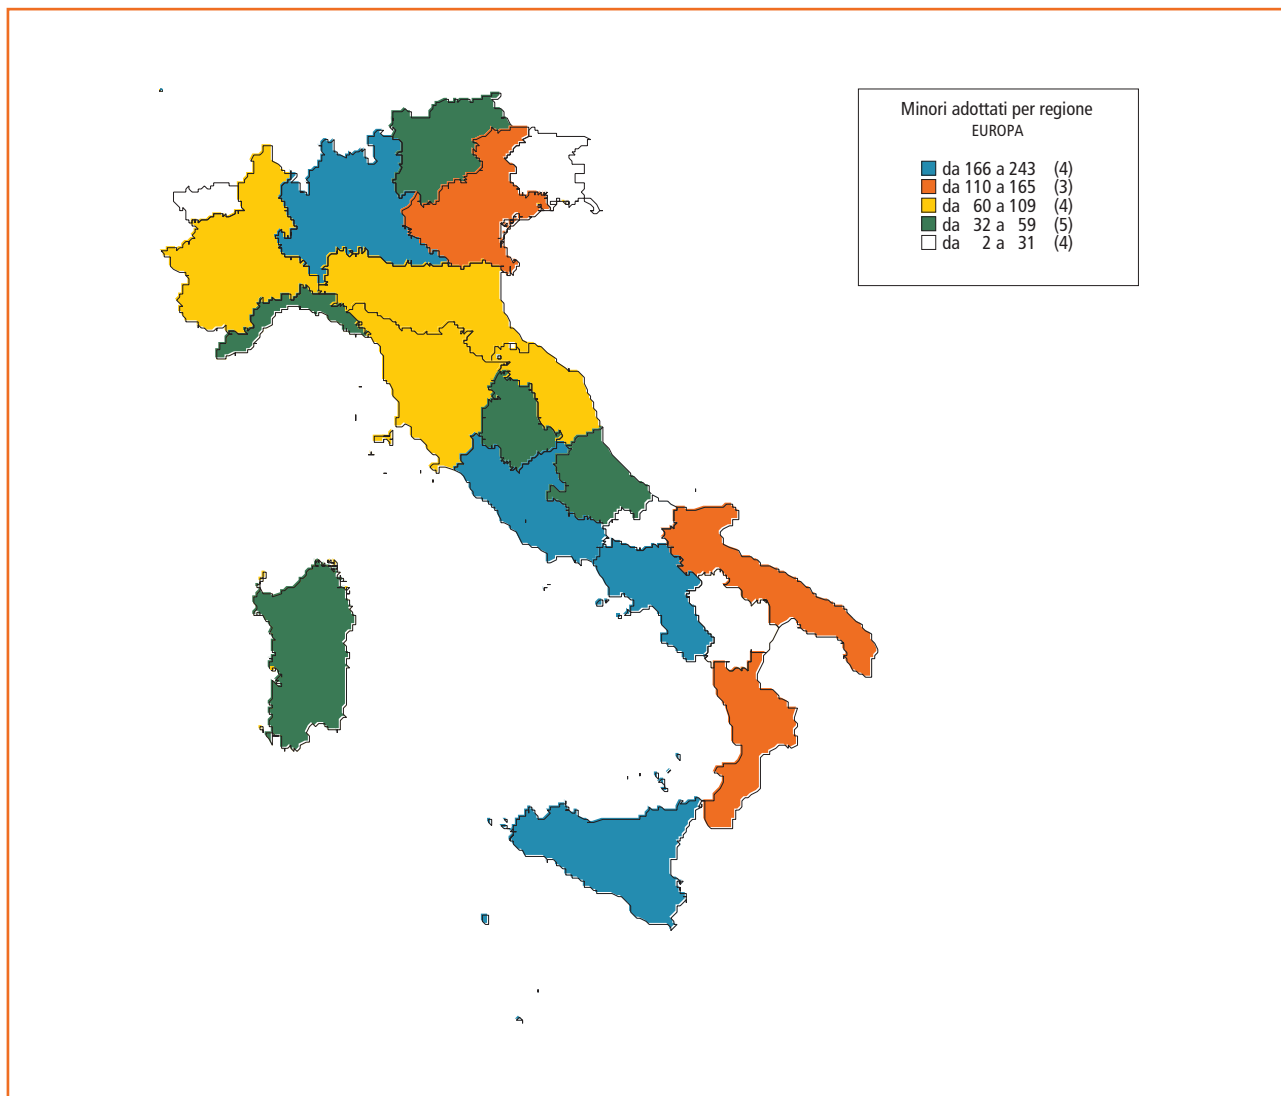 Minori adottati per regione
EUROPA
da 166 a 243 (4)
da 110 a 165 (3)
da 60 a 109 (4)
da 32 a 59 (5)
da 2 a 31 (4)